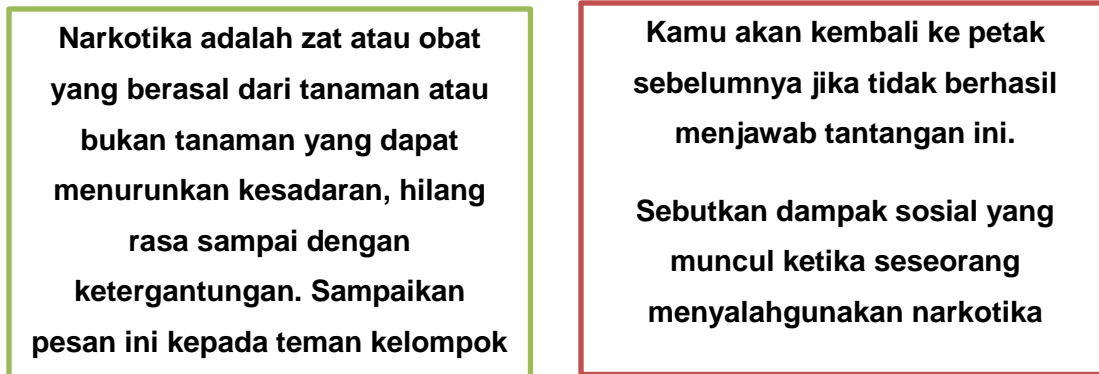 Narkotika adalah zat atau obat
yang berasal dari tanaman atau
bukan tanaman yang dapat
menurunkan kesadaran, hilang
rasa sampai dengan
ketergantungan. Sampaikan
pesan ini kepada teman kelompok
Kamu akan kembali ke petak
sebelumnya jika tidak berhasil
menjawab tantangan ini.
Sebutkan dampak sosial yang
muncul ketika seseorang
menyalahgunakan narkotika